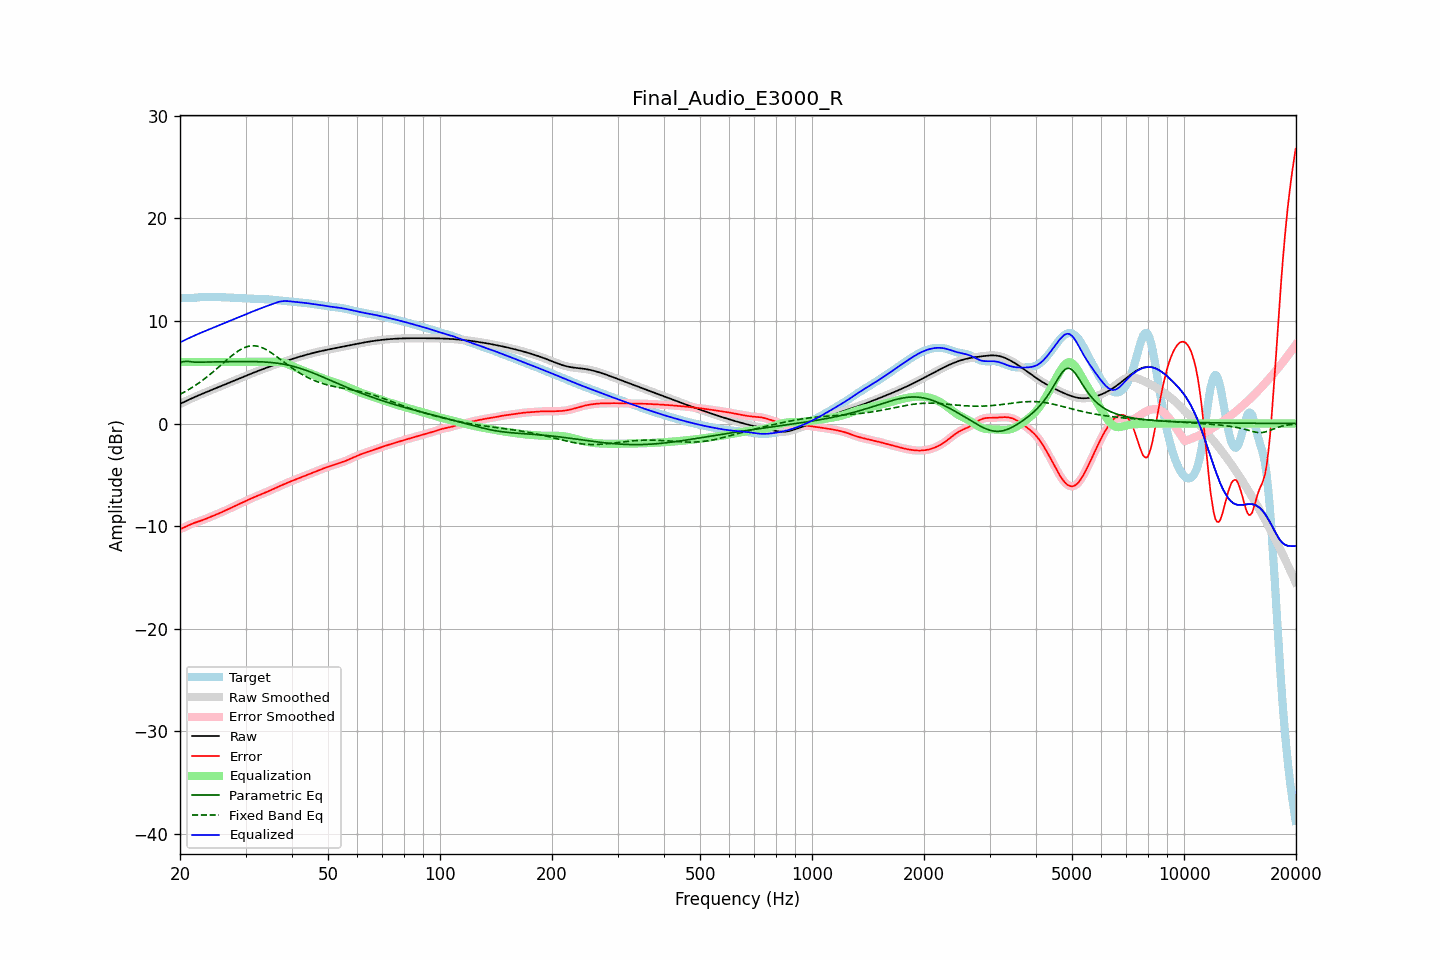 Final_Audio_E3000_R
30
20
10
0
−10
−20
−30
−40
Amplitude (dBr)
Target
Raw Smoothed
Error Smoothed
Raw
Error
Equalization
Parametric Eq
Fixed Band Eq
Equalized
20 50 100 200 500 1000 2000 5000 10000 20000
Frequency (Hz)